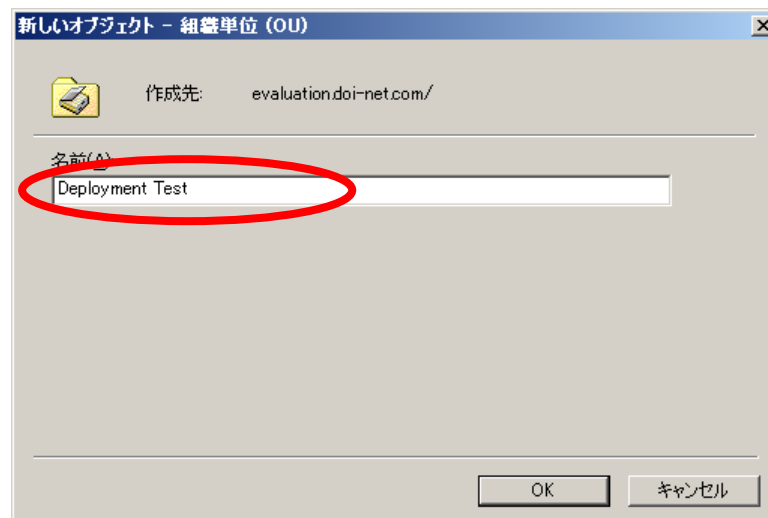 新しいオブジェクト - 組織単位 (OU)
作成先: evaluation.doi-net.com/
名前(A):
Deployment Test
OK キャンセル